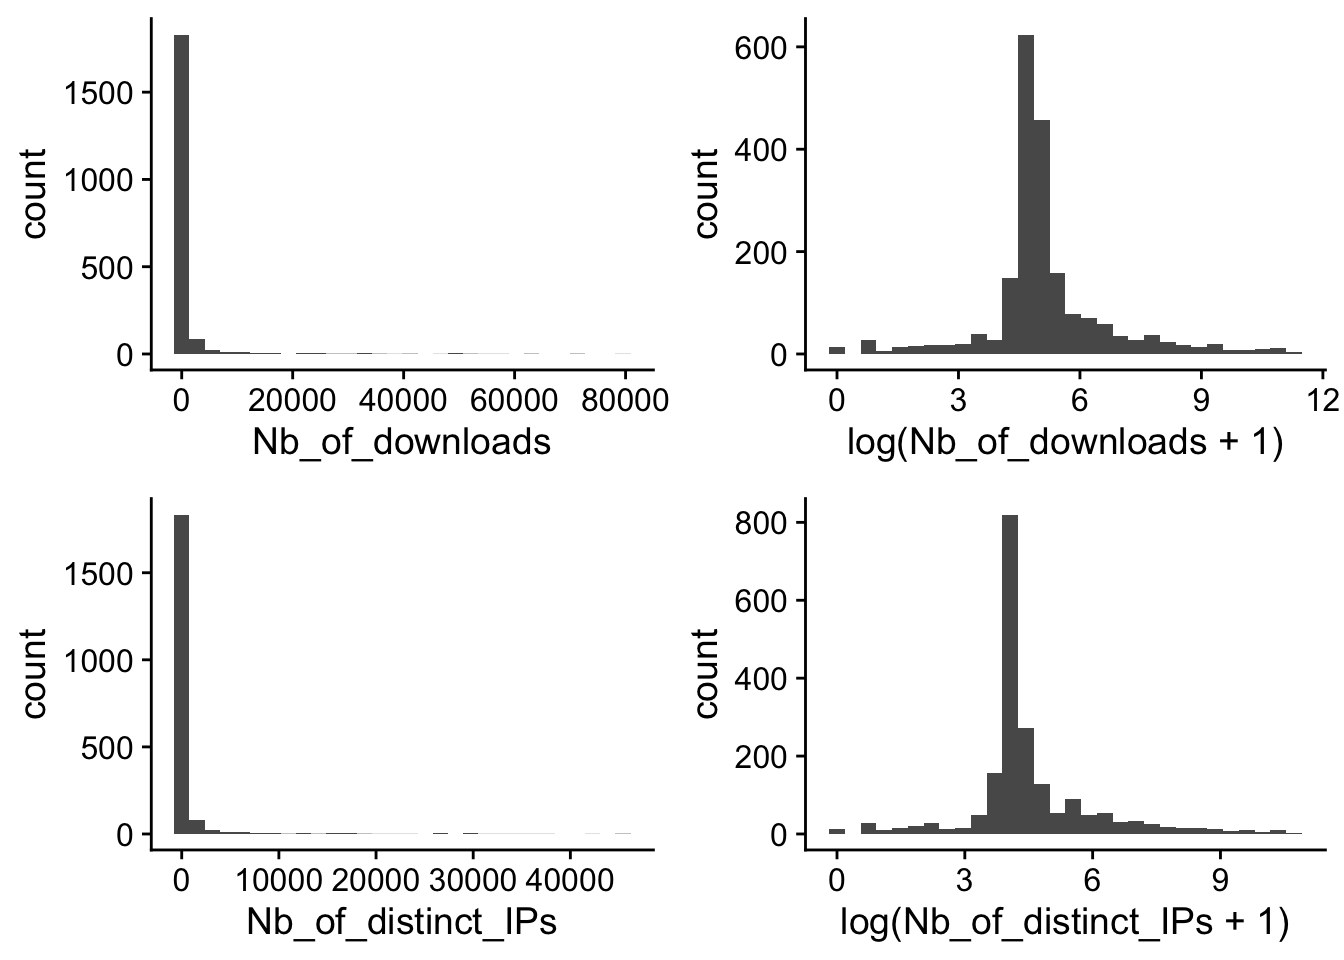 count
1500
1000
500
0
0 20000 40000 60000 80000
Nb_of_downloads
count
600
400
200
0
0 3 6 9 12
log(Nb_of_downloads + 1)
count
1500
1000
500
0
0 10000 20000 30000 40000
Nb_of_distinct_IPs
count
800
600
400
200
0
0 3 6 9
log(Nb_of_distinct_IPs + 1)